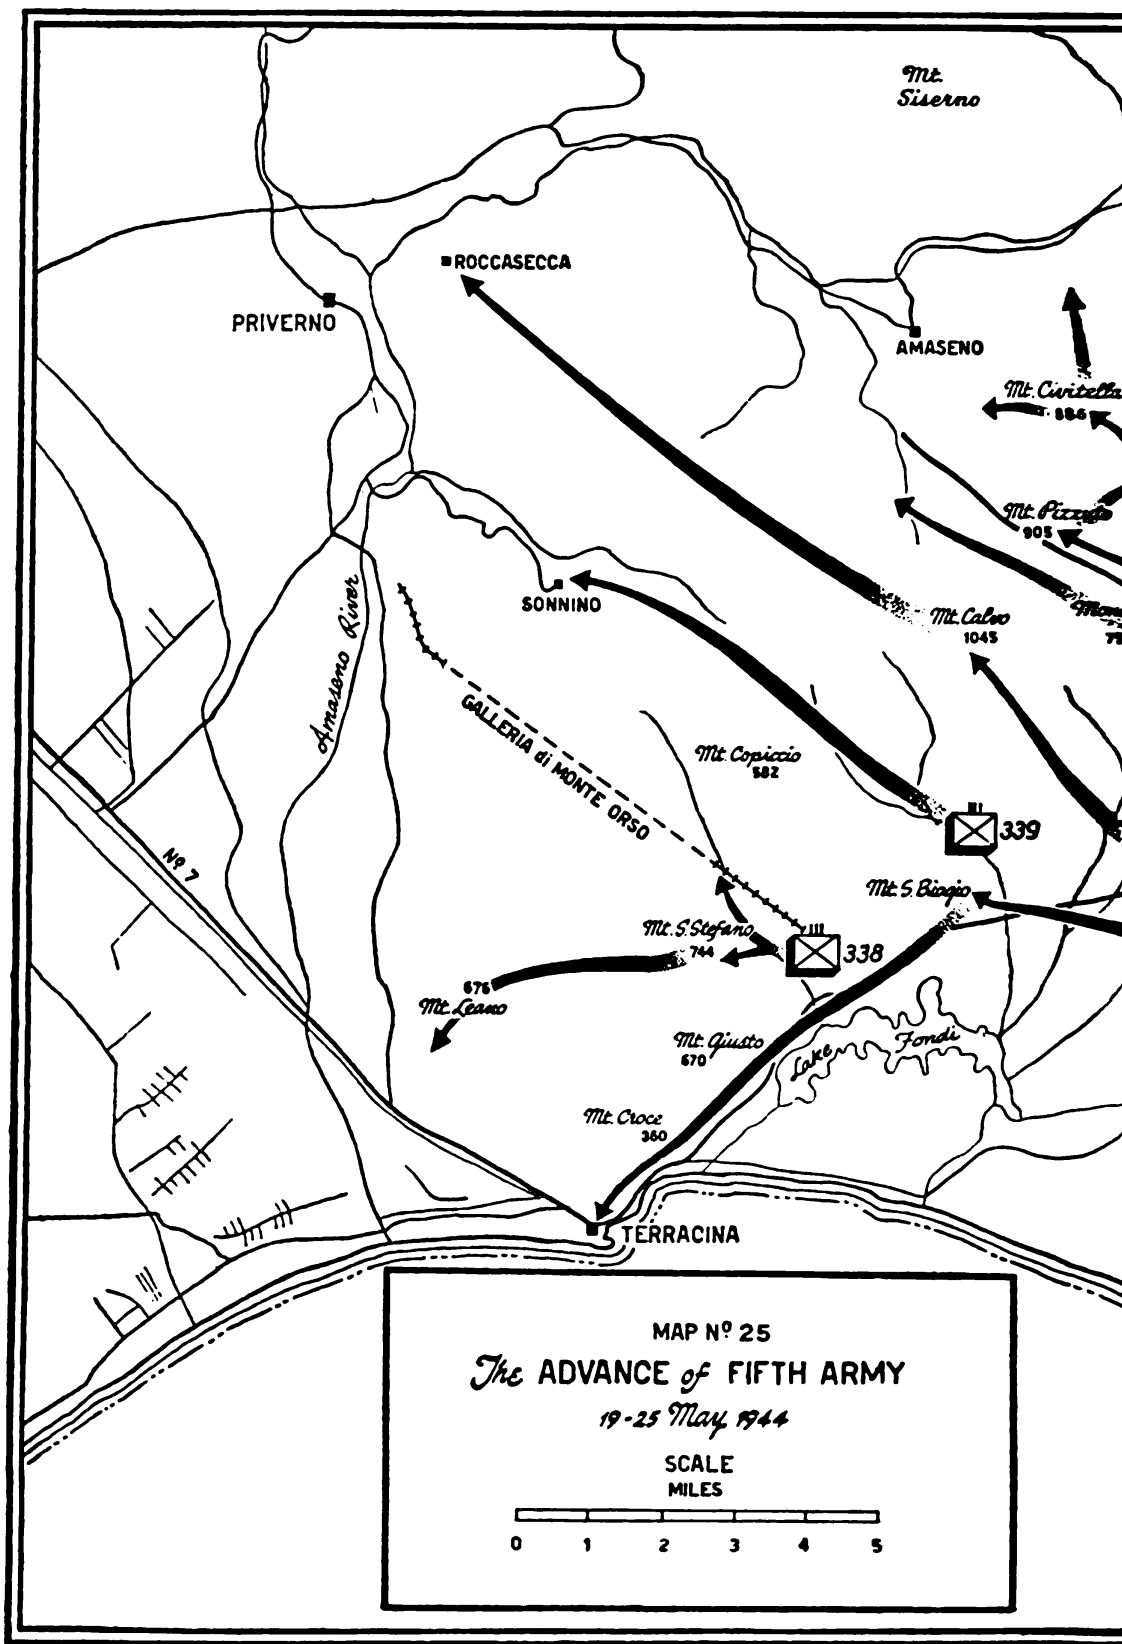 Mt.
Siserno
ROCCASECCA
PRIVERNO
AMASENO
Mt. Civitella
886
Mt. Pizzuto
905
SONNINO
Mt. Calvo
1045
Amaseno River
GALLERIA di MONTE ORSO
Mt. Copiccio
582
339
Nº 7
Mt. S. Biagio
Mt. S. Stefano
744
338
676
Mt. Leano
Mt. Giusto
670
Lake Fondi
Mt. Croce
360
TERRACINA
MAP Nº 25
The ADVANCE of FIFTH ARMY
19-25 May 1944
SCALE
MILES
0 1 2 3 4 5